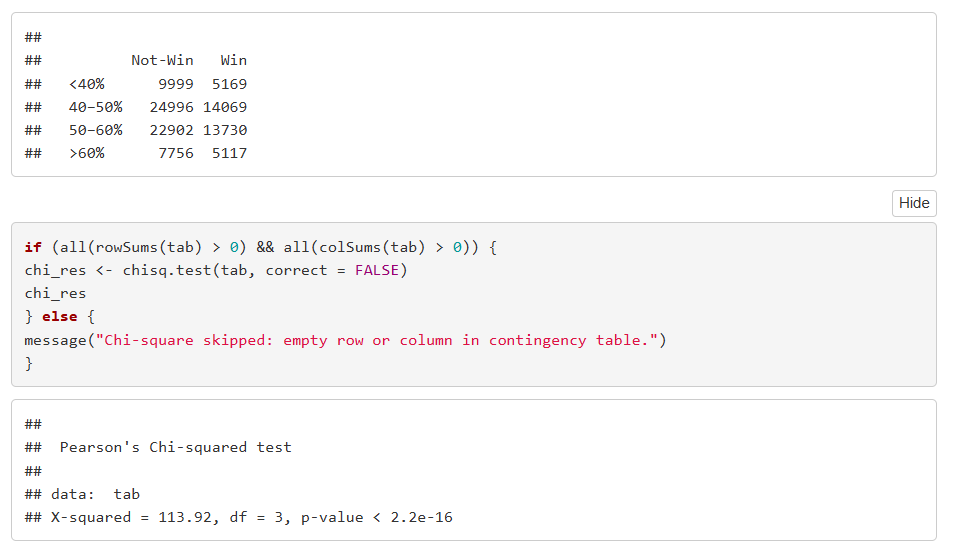 ##
##          Not-Win   Win
##   <40%      9999  5169
##   40–50%   24996 14069
##   50–60%   22902 13730
##   >60%      7756  5117
Hide
if (all(rowSums(tab) > 0) && all(colSums(tab) > 0)) {
chi_res <- chisq.test(tab, correct = FALSE)
chi_res
} else {
message("Chi-square skipped: empty row or column in contingency table.")
}
##
##  Pearson's Chi-squared test
##
## data:  tab
## X-squared = 113.92, df = 3, p-value < 2.2e-16